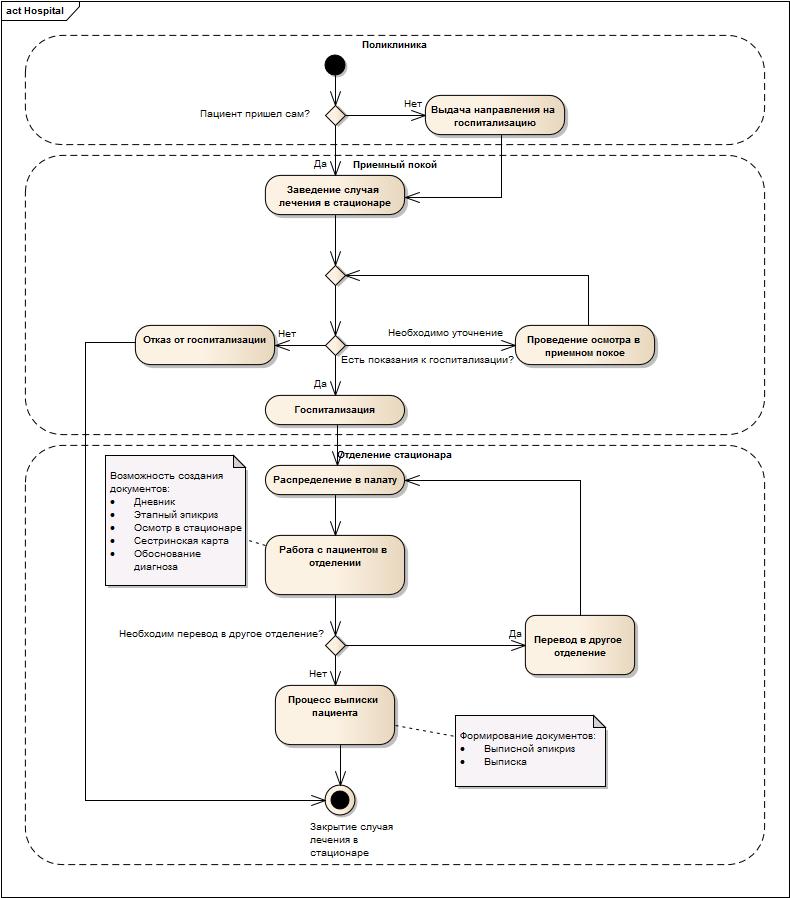 act Hospital
Поликлиника
Пациент пришел сам?
Нет
Выдача направления на
госпитализацию
Да
Приемный покой
Заведение случая
лечения в стационаре
Отказ от госпитализации
Нет
Необходимо уточнение
Есть показания к госпитализации?
Проведение осмотра в
приемном покое
Да
Госпитализация
Отделение стационара
Возможность создания
документов:
• Дневник
• Этапный эпикриз
• Осмотр в стационаре
• Сестринская карта
• Обоснование
диагноза
Распределение в палату
Работа с пациентом в
отделении
Необходим перевод в другое отделение?
Да
Перевод в другое
отделение
Нет
Процесс выписки
пациента
Формирование документов:
• Выписной эпикриз
• Выписка
Закрытие случая
лечения в
стационаре